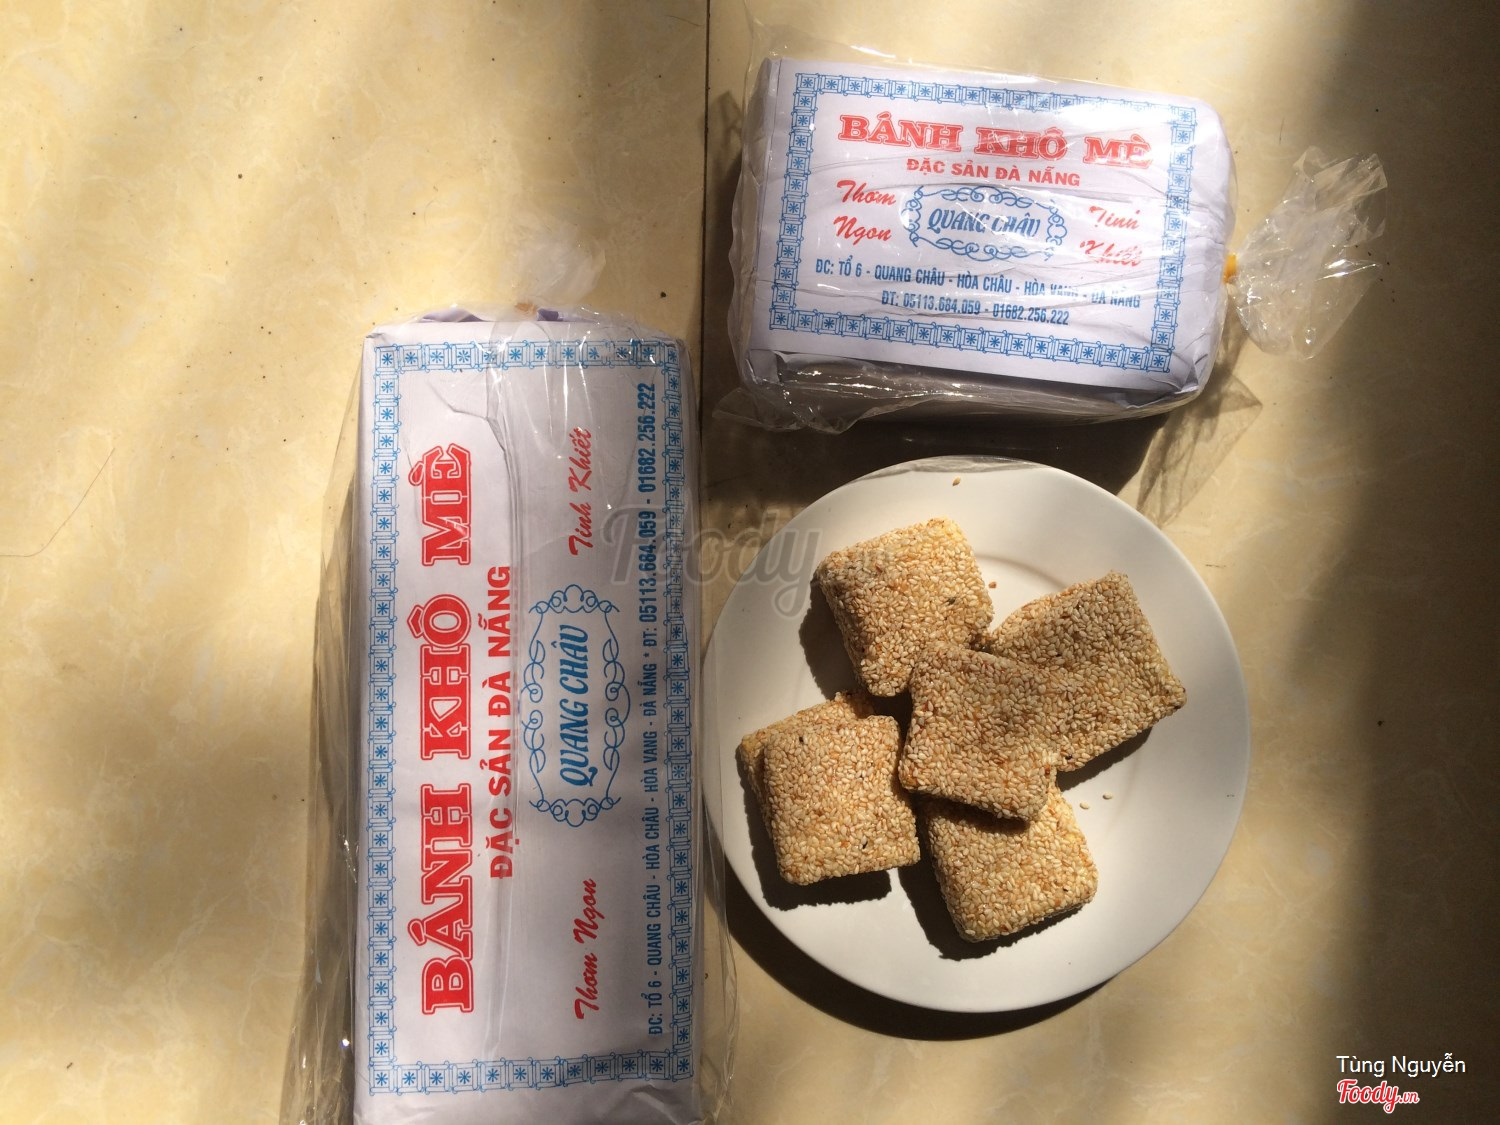 BÁNH KHÔ MÈ
ĐẶC SẢN ĐÀ NẴNG
Thơm Ngon
QUANG CHÂU
Tinh Khiết
ĐC: TỔ 6 - QUANG CHÂU - HÒA CHÂU - HÒA VANG - ĐÀ NẴNG
ĐT: 05113.684.059 - 01682.256.222
BÁNH KHÔ MÈ
ĐẶC SẢN ĐÀ NẴNG
Thơm Ngon
QUANG CHÂU
Tinh Khiết
ĐC: TỔ 6 - QUANG CHÂU - HÒA CHÂU - HÒA VANG - ĐÀ NẴNG * ĐT: 05113.684.059 - 01682.256.222
Foody.vn
Tùng Nguyễn
Foody.vn